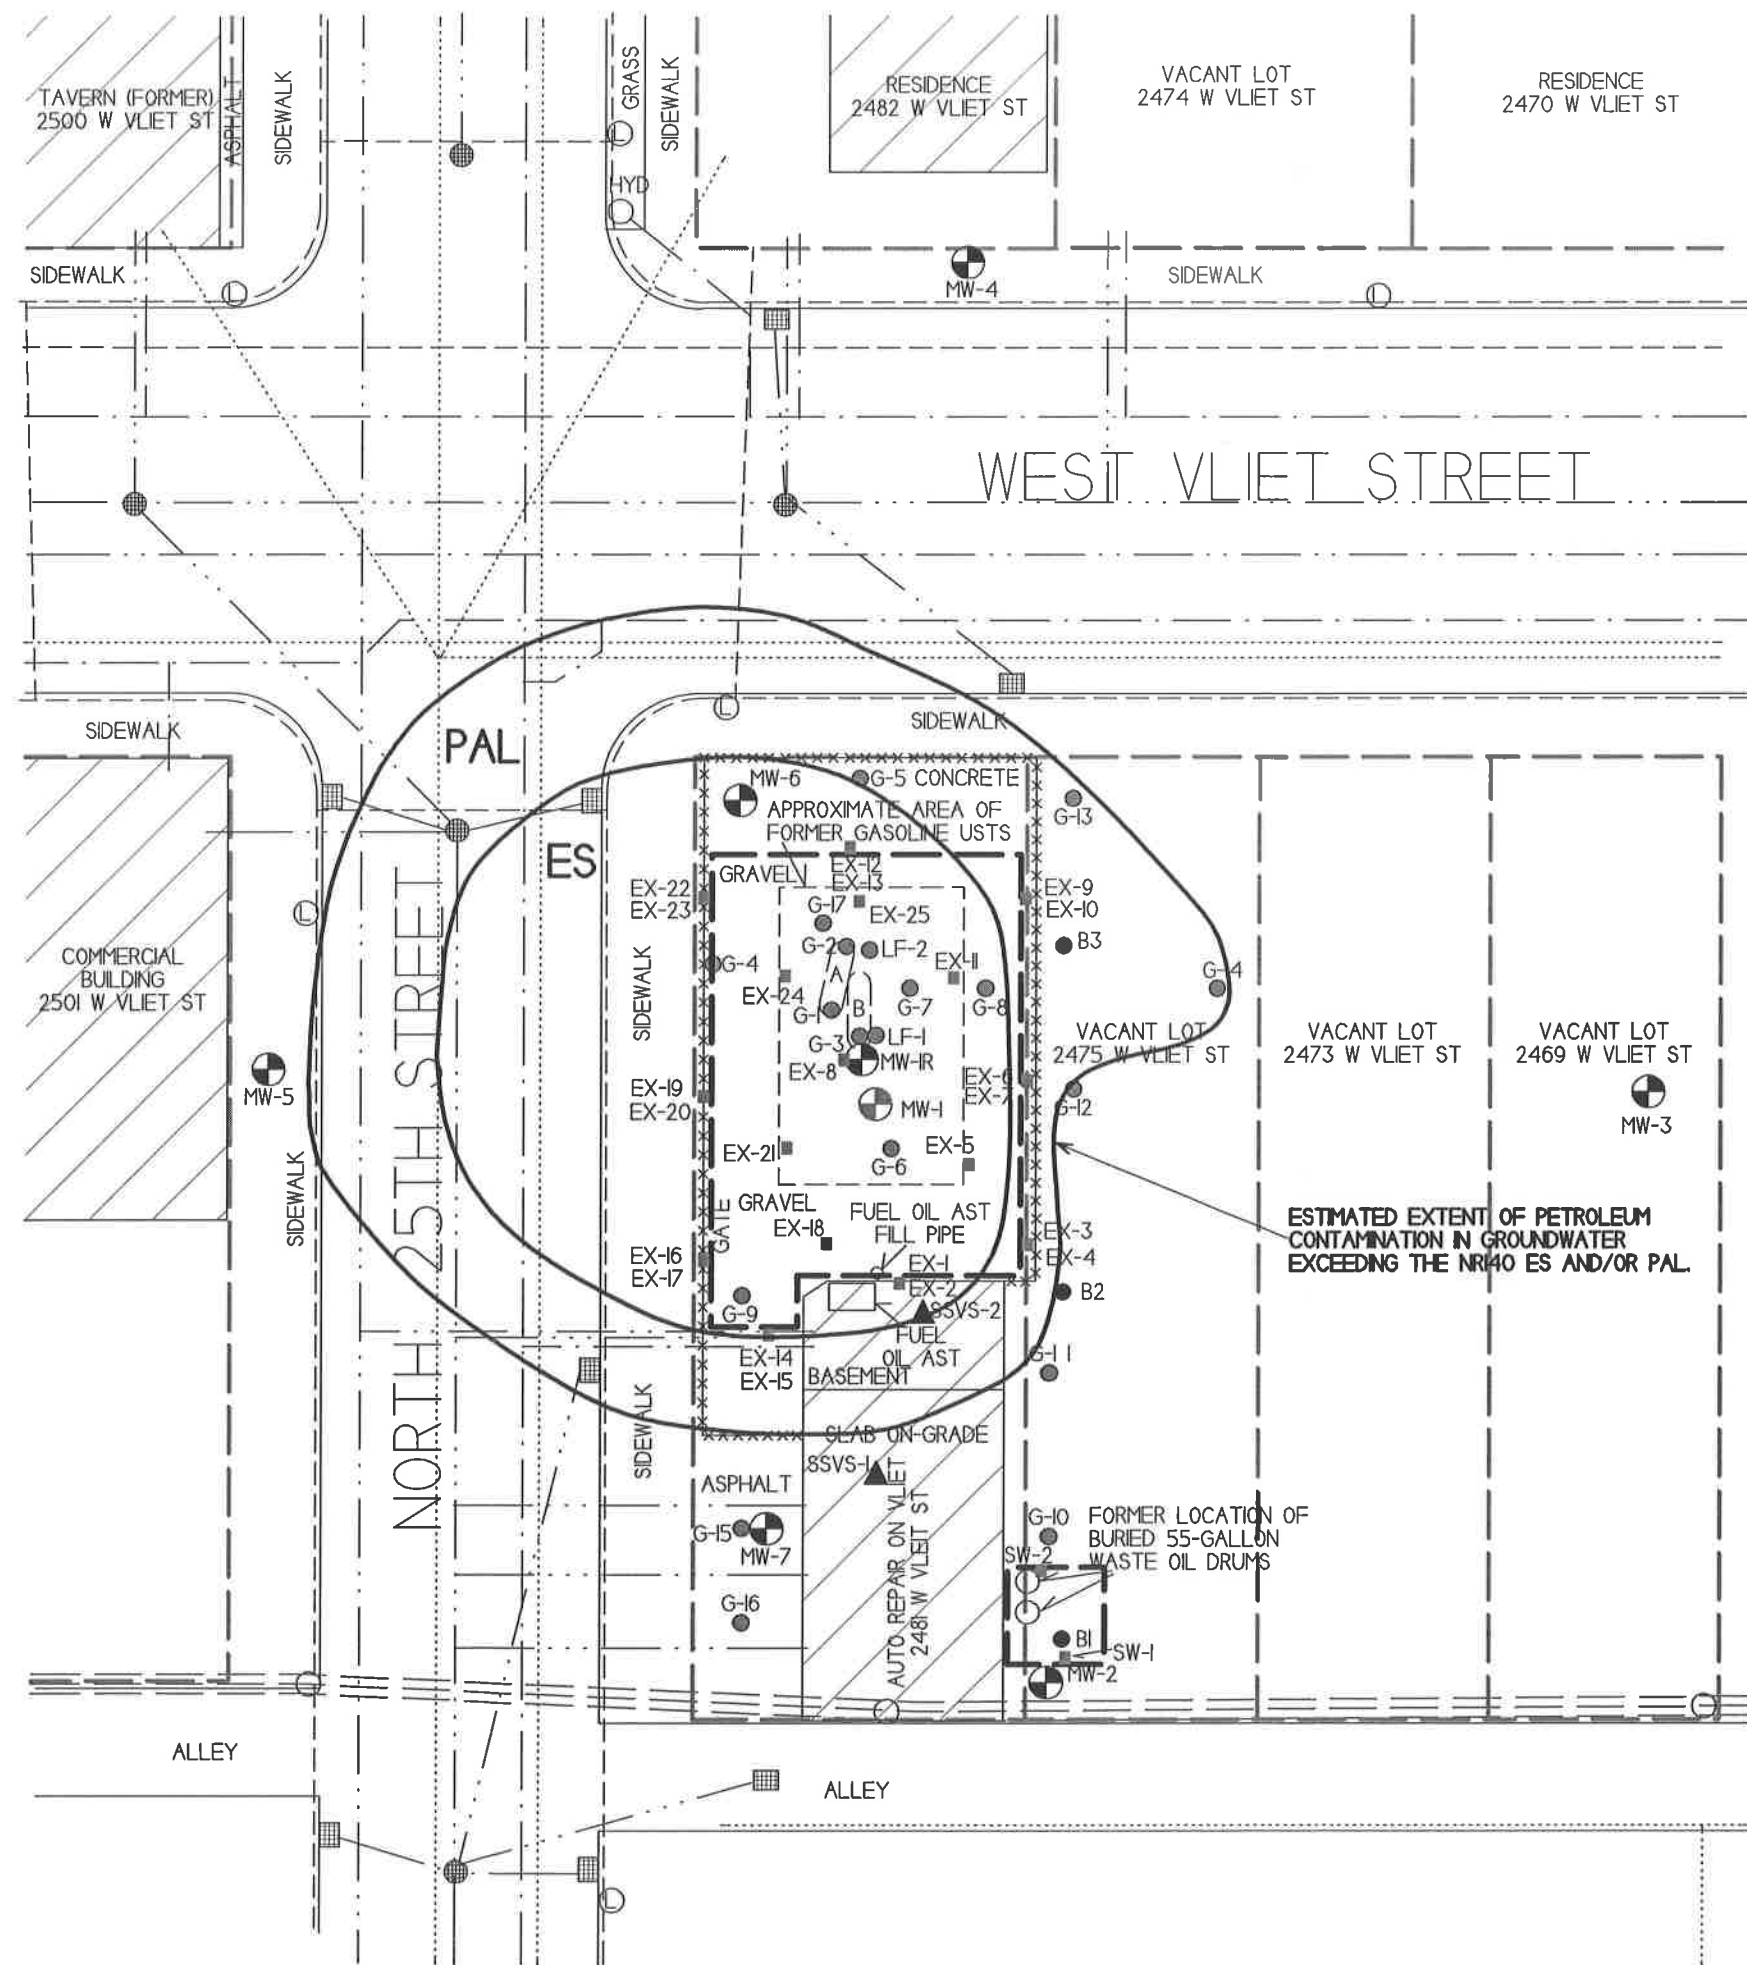 TAVERN (FORMER)
2500 W VLIET ST
ASPHALT
SIDEWALK
GRASS
SIDEWALK
HYD
RESIDENCE
2482 W VLIET ST
VACANT LOT
2474 W VLIET ST
RESIDENCE
2470 W VLIET ST
SIDEWALK
L
L
MW-4
SIDEWALK
L
WEST VLIET STREET
SIDEWALK
L
SIDEWALK
PAL
MW-6
G-5 CONCRETE
APPROXIMATE AREA OF
FORMER GASOLINE USTS
G-13
ES
GRAVEL
EX-12
EX-13
EX-22
EX-23
EX-9
EX-10
G-17
EX-25
L
G-2
LF-2
B3
G-4
A
EX-11
G-14
EX-24
G-1
B
G-7
G-8
COMMERCIAL
BUILDING
2501 W VLIET ST
SIDEWALK
G-3
LF-1
VACANT LOT
2475 W VLIET ST
VACANT LOT
2473 W VLIET ST
VACANT LOT
2469 W VLIET ST
EX-8
MW-1R
MW-5
EX-19
EX-20
MW-1
EX-6
EX-7
G-12
MW-3
EX-21
G-6
EX-5
SIDEWALK
NORTH 25TH STREET
GATE
GRAVEL
EX-18
FUEL OIL AST
FILL PIPE
EX-16
EX-17
EX-1
EX-2
EX-3
EX-4
ESTIMATED EXTENT OF PETROLEUM
CONTAMINATION IN GROUNDWATER
EXCEEDING THE NR140 ES AND/OR PAL.
G-9
SSVS-2
B2
FUEL
OIL AST
EX-14
EX-15
BASEMENT
G-11
SIDEWALK
SLAB ON-GRADE
SSVS-1
ASPHALT
G-15
MW-7
AUTO REPAIR ON VLIET
2481 W VLEIT ST
G-10
FORMER LOCATION OF
BURIED 55-GALLON
WASTE OIL DRUMS
SW-2
G-16
B1
SW-1
MW-2
ALLEY
ALLEY
L